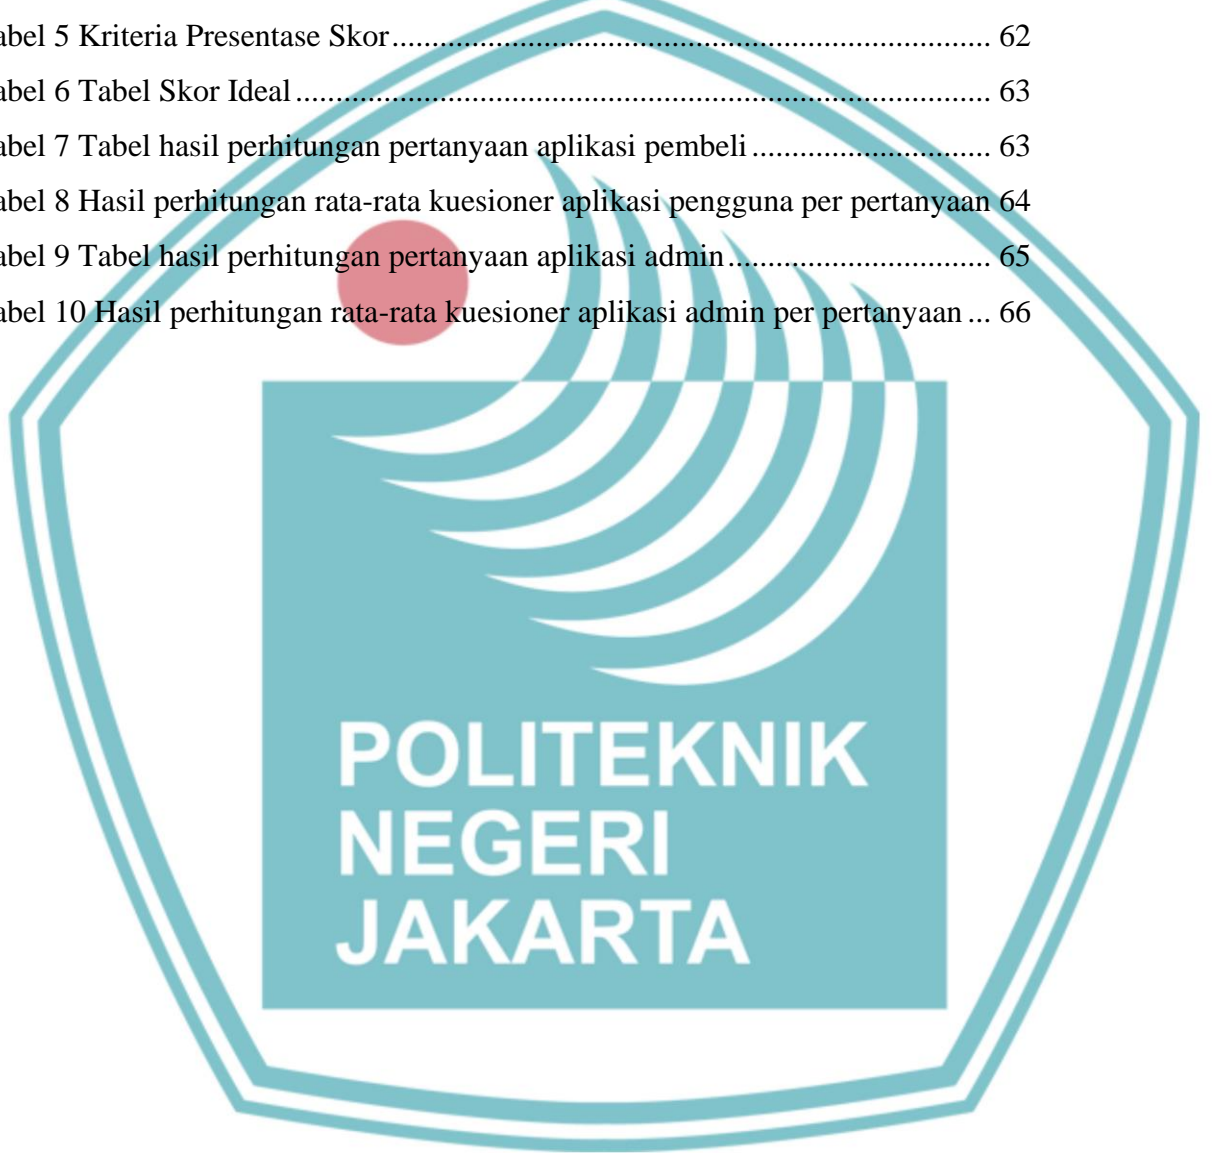 abel 5 Kriteria Presentase Skor........................................................................... 62
abel 6 Tabel Skor Ideal....................................................................................... 63
abel 7 Tabel hasil perhitungan pertanyaan aplikasi pembeli.............................. 63
abel 8 Hasil perhitungan rata-rata kuesioner aplikasi pengguna per pertanyaan 64
abel 9 Tabel hasil perhitungan pertanyaan aplikasi admin................................. 65
abel 10 Hasil perhitungan rata-rata kuesioner aplikasi admin per pertanyaan ... 66
POLITEKNIK
NEGERI
JAKARTA